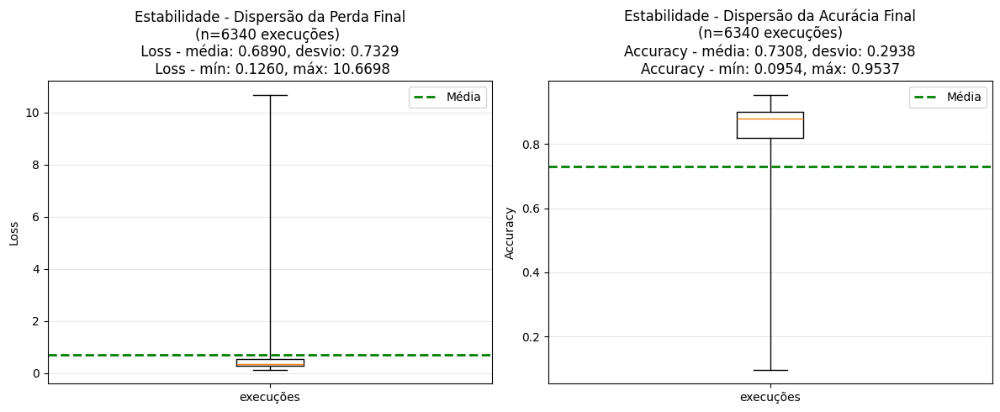 Estabilidade - Dispersão da Perda Final
(n=6340 execuções)
Loss - média: 0.6890, desvio: 0.7329
Loss - mín: 0.1260, máx: 10.6698
Média
10
8
6
4
2
0
Loss
execuções
Estabilidade - Dispersão da Acurácia Final
(n=6340 execuções)
Accuracy - média: 0.7308, desvio: 0.2938
Accuracy - mín: 0.0954, máx: 0.9537
Média
0.8
0.6
0.4
0.2
Accuracy
execuções